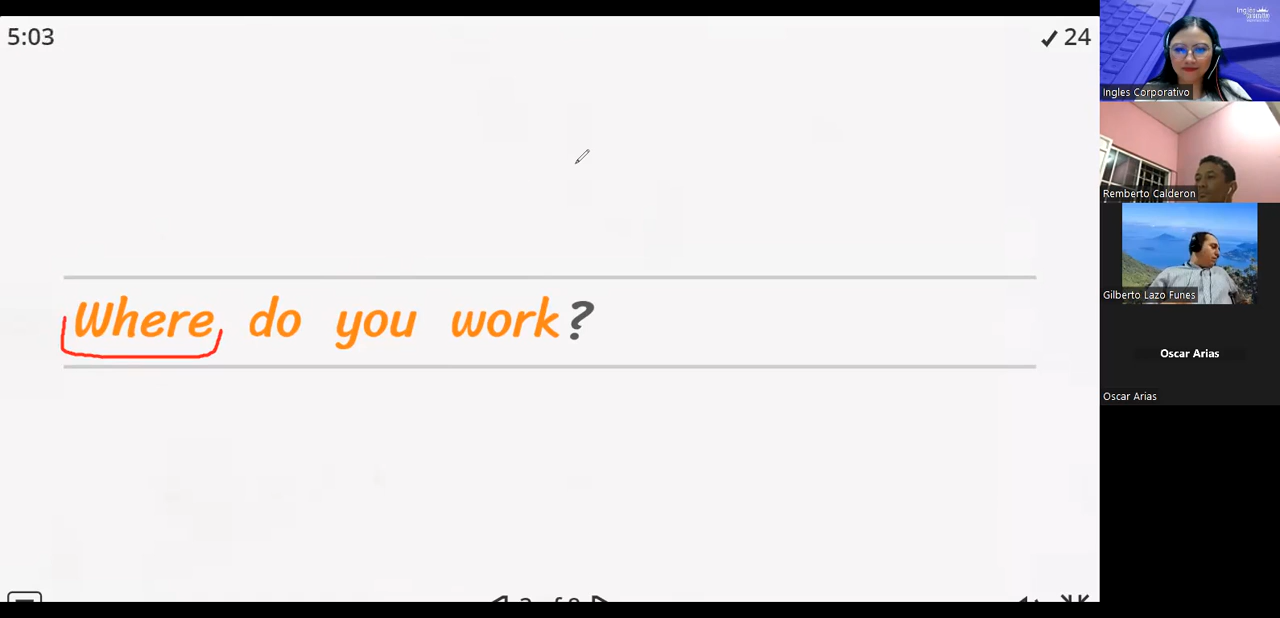 5:03
24
Where do you work?
Ingles Corporativo
Remberto Calderon
Gilberto Lazo Funes
Oscar Arias
Oscar Arias